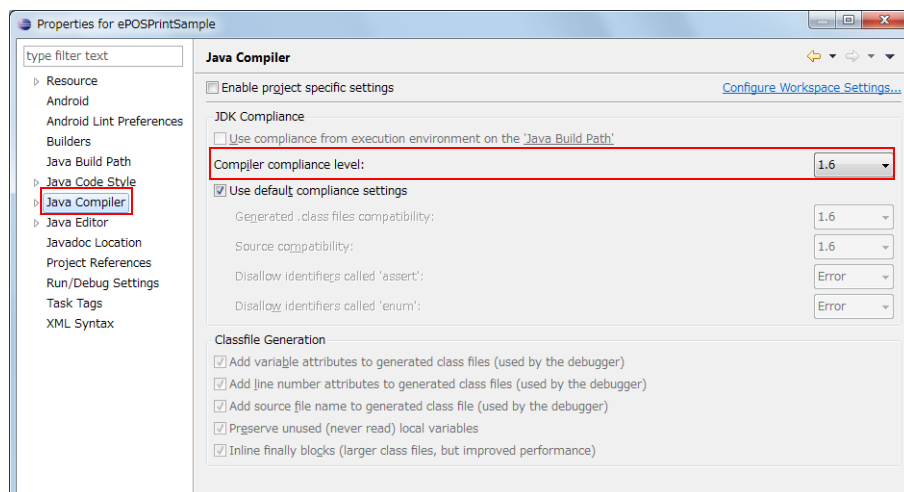 Properties for ePOSPrintSample
type filter text
Resource
Android
Android Lint Preferences
Builders
Java Build Path
Java Code Style
Java Compiler
Java Editor
Javadoc Location
Project References
Run/Debug Settings
Task Tags
XML Syntax
Java Compiler
Enable project specific settings
Configure Workspace Settings...
JDK Compliance
Use compliance from execution environment on the 'Java Build Path'
Compiler compliance level: 1.6
Use default compliance settings
Generated .class files compatibility: 1.6
Source compatibility: 1.6
Disallow identifiers called 'assert': Error
Disallow identifiers called 'enum': Error
Classfile Generation
Add variable attributes to generated class files (used by the debugger)
Add line number attributes to generated class files (used by the debugger)
Add source file name to generated class file (used by the debugger)
Preserve unused (never read) local variables
Inline finally blocks (larger class files, but improved performance)